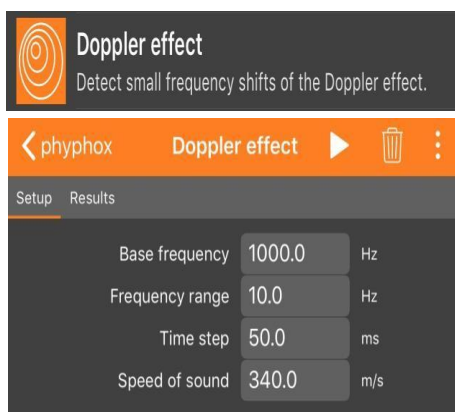 Doppler effect
Detect small frequency shifts of the Doppler effect.
phyphox Doppler effect
Setup Results
Base frequency 1000.0 Hz
Frequency range 10.0 Hz
Time step 50.0 ms
Speed of sound 340.0 m/s